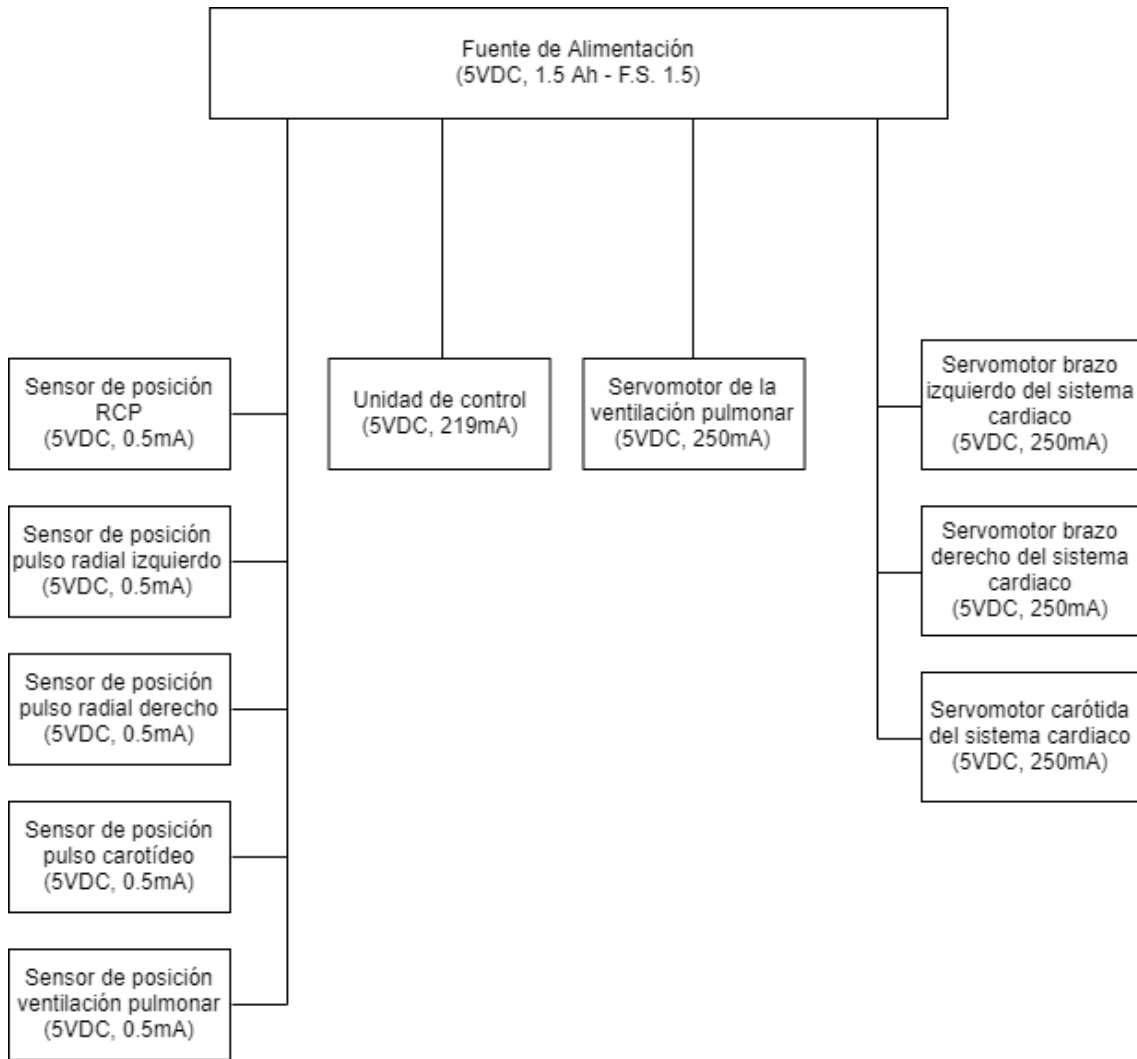 Fuente de Alimentación
(5VDC, 1.5 Ah - F.S. 1.5)
Sensor de posición
RCP
(5VDC, 0.5mA)
Sensor de posición
pulso radial izquierdo
(5VDC, 0.5mA)
Sensor de posición
pulso radial derecho
(5VDC, 0.5mA)
Sensor de posición
pulso carotídeo
(5VDC, 0.5mA)
Sensor de posición
ventilación pulmonar
(5VDC, 0.5mA)
Unidad de control
(5VDC, 219mA)
Servomotor de la
ventilación pulmonar
(5VDC, 250mA)
Servomotor brazo
izquierdo del sistema
cardiaco
(5VDC, 250mA)
Servomotor brazo
derecho del sistema
cardiaco
(5VDC, 250mA)
Servomotor carótida
del sistema cardiaco
(5VDC, 250mA)